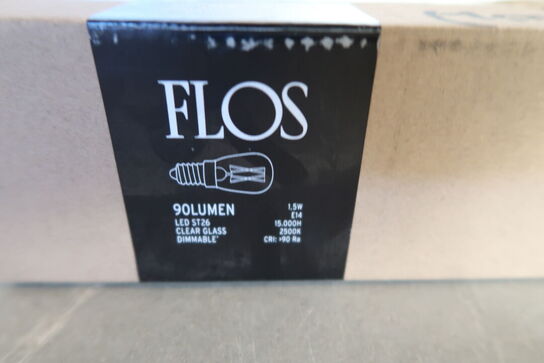 FLOS
90LUMEN 1,5W
LED ST26 E14
CLEAR GLASS 15.000H
DIMMABLE* 2500K
CRI: >90 Ra